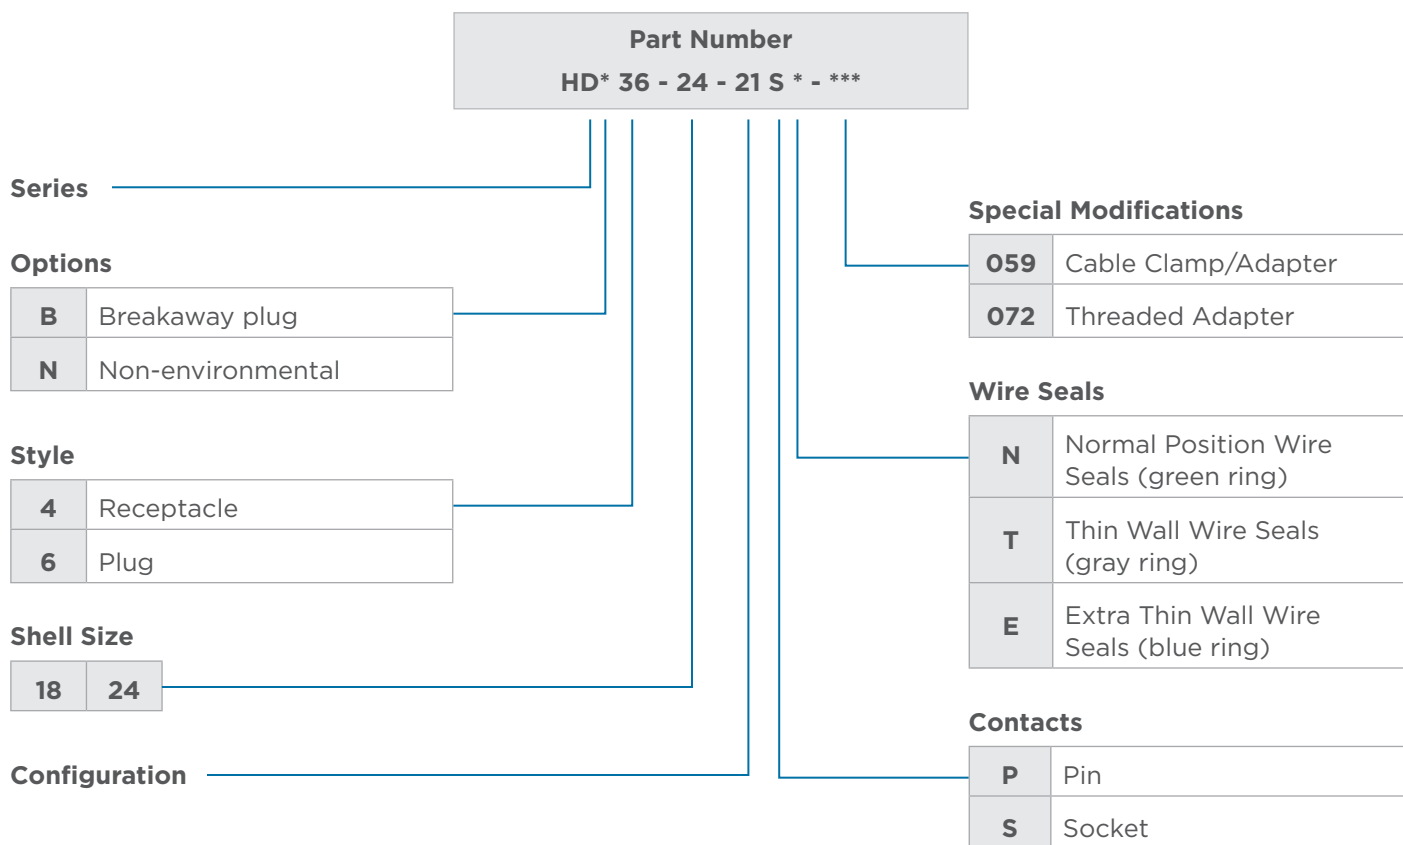 Part Number
HD* 36 - 24 - 21 S * - ***
Series
Options
B Breakaway plug
N Non-environmental
Style
4 Receptacle
6 Plug
Shell Size
18 24
Configuration
Special Modifications
059 Cable Clamp/Adapter
072 Threaded Adapter
Wire Seals
N Normal Position Wire
Seals (green ring)
T Thin Wall Wire Seals
(gray ring)
E Extra Thin Wall Wire
Seals (blue ring)
Contacts
P Pin
S Socket